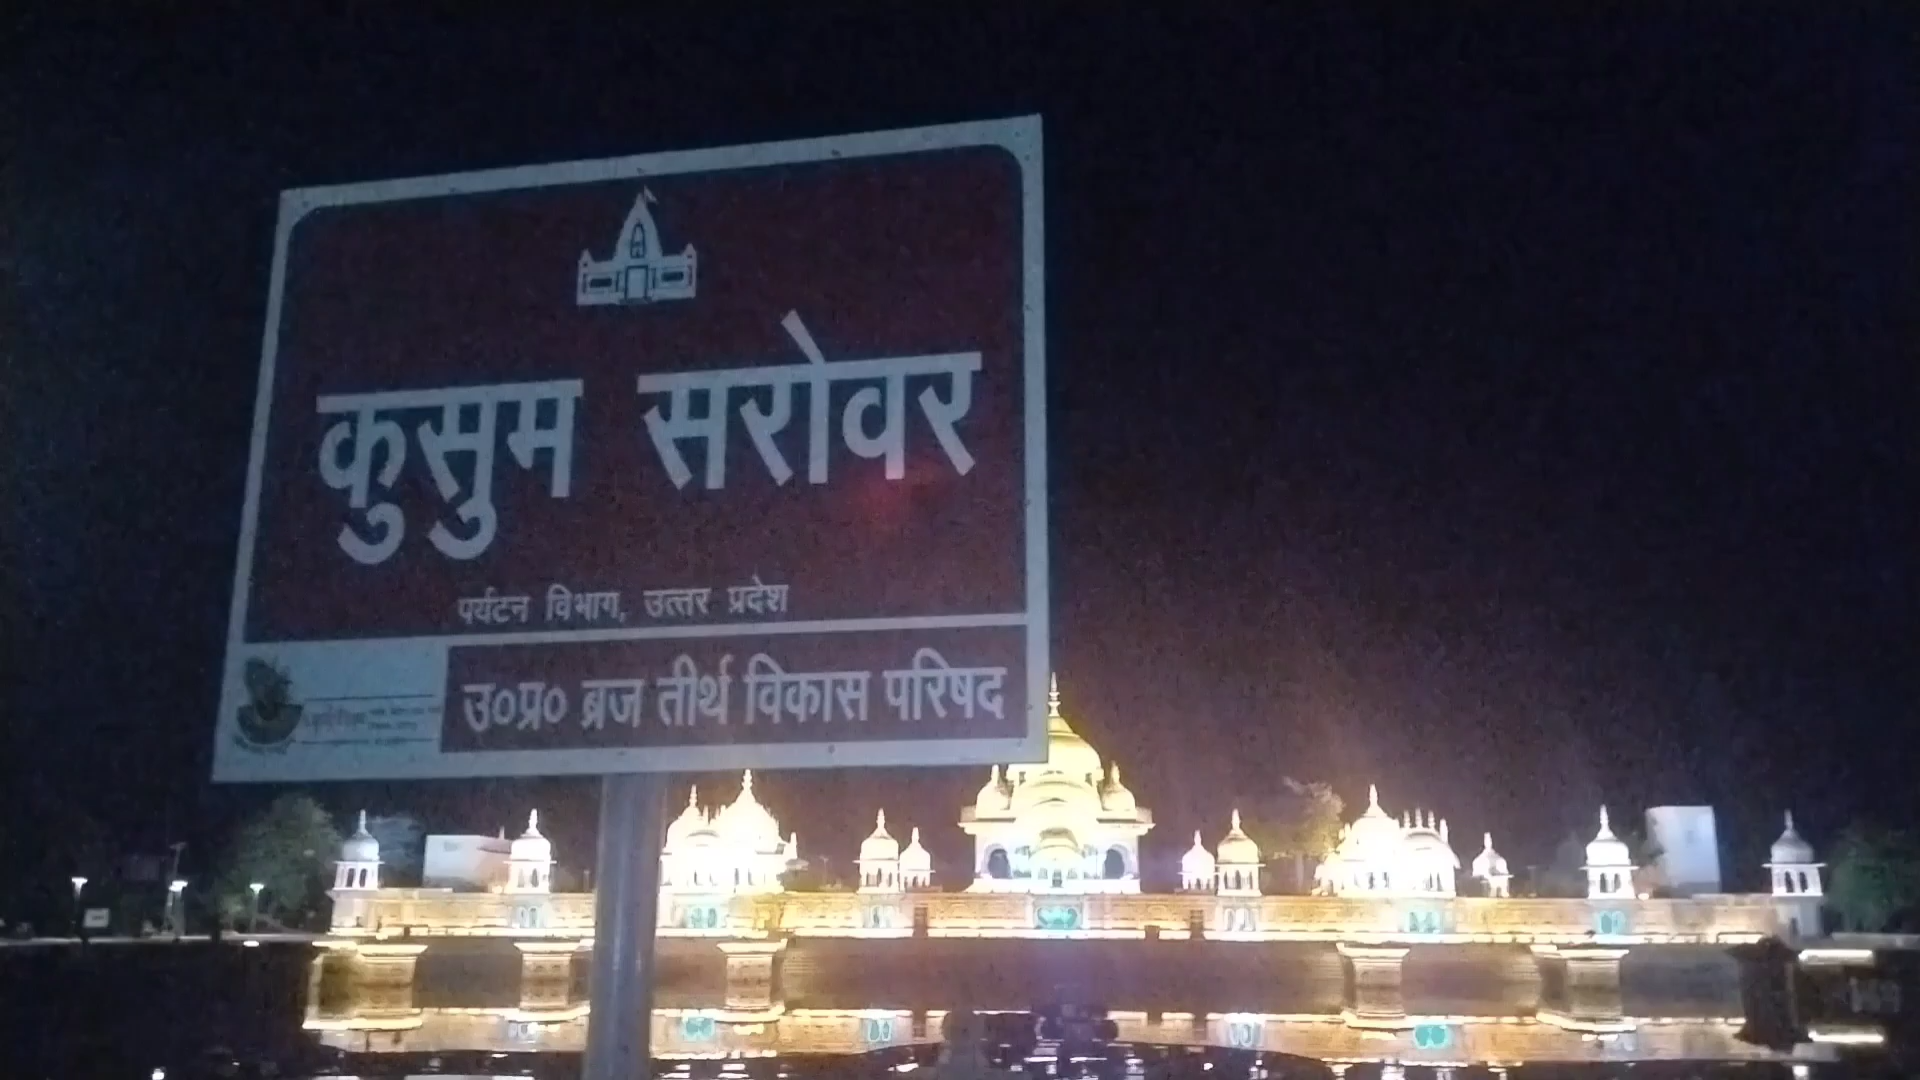 कुसुम सरोवर
पर्यटन विभाग, उत्तर प्रदेश
उ०प्र० ब्रज तीर्थ विकास परिषद